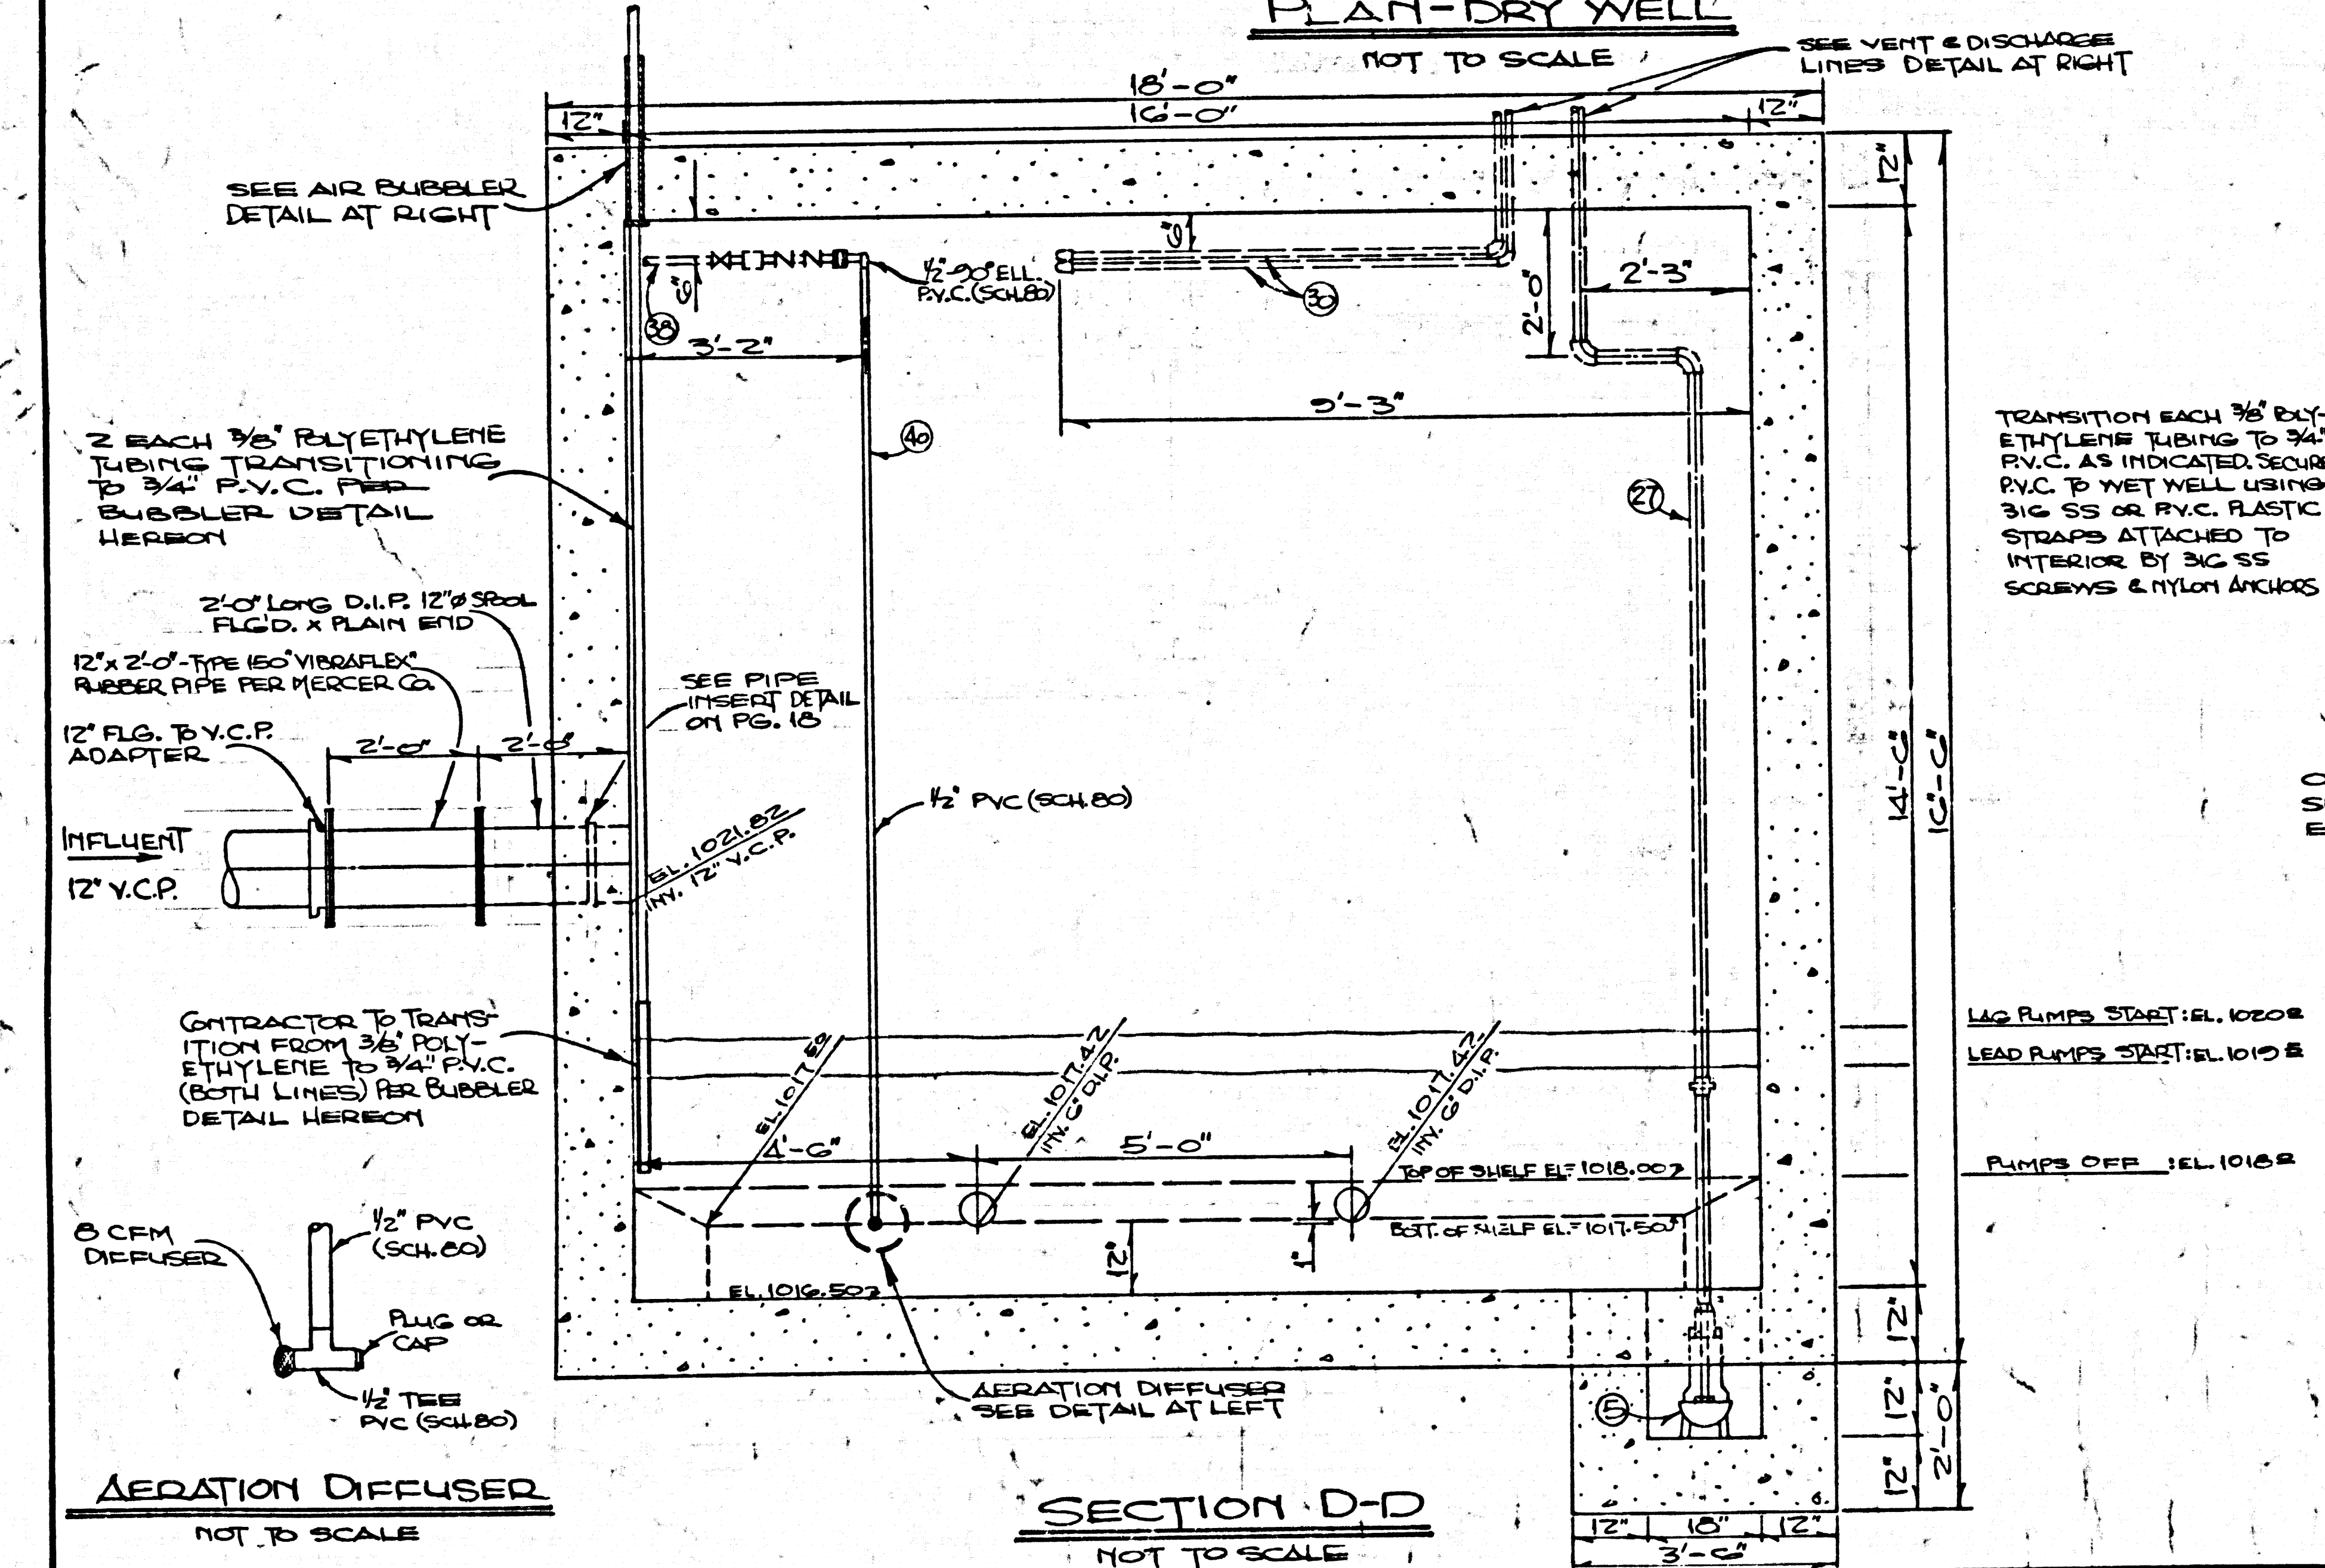 PLAN-DRY WELL
NOT TO SCALE
SEE VENT & DISCHARGE
LINES DETAIL AT RIGHT
18'-0"
16'-0"
12"
12"
12"
SEE AIR BUBBLER
DETAIL AT RIGHT
6"
6"
1/2"-90° ELL.
P.V.C. (SCH.80)
38
30
3'-2"
2'-0"
2'-3"
9'-3"
40
27
2 EACH 3/8" POLYETHYLENE
TUBING TRANSITIONING
TO 3/4" P.V.C. PER
BUBBLER DETAIL
HEREON
TRANSITION EACH 3/8" POLY-
ETHYLENE TUBING TO 3/4"
P.V.C. AS INDICATED. SECURE
P.V.C. TO WET WELL USING
316 SS OR P.V.C. PLASTIC
STRAPS ATTACHED TO
INTERIOR BY 316 SS
SCREWS & NYLON ANCHORS
2'-0" LONG D.I.P. 12"Ø SPOOL
FLG'D. X PLAIN END
12" x 2'-0"-TYPE 150 "VIBRAFLEX"
RUBBER PIPE PER MERCER CO.
12" FLG. TO V.C.P.
ADAPTER
2'-0"
2'-0"
SEE PIPE
INSERT DETAIL
ON PG. 18
1/2" PVC (SCH.80)
14'-6"
16'-6"
INFLUENT
12" V.C.P.
EL. 1021.82
INV. 12" V.C.P.
CONTRACTOR TO TRANS-
ITION FROM 3/8" POLY-
ETHYLENE TO 3/4" P.V.C.
(BOTH LINES) PER BUBBLER
DETAIL HEREON
LAG PUMPS START: EL. 1020
LEAD PUMPS START: EL. 1019
PUMPS OFF : EL. 1018
EL. 1017.50
EL. 1017.42
INV. 6" D.I.P.
EL. 1017.42
INV. 6" D.I.P.
4'-6"
5'-0"
TOP OF SHELF EL= 1018.00
BOTT. OF SHELF EL= 1017.50
12"
1"
EL. 1016.50
8 CFM
DIFFUSER
1/2" PVC
(SCH.80)
PLUG OR
CAP
1/2" TEE
PVC (SCH.80)
AERATION DIFFUSER
SEE DETAIL AT LEFT
5
12"
12"
12"
2'-0"
AERATION DIFFUSER
NOT TO SCALE
SECTION D-D
NOT TO SCALE
12"
18"
12"
3'-6"